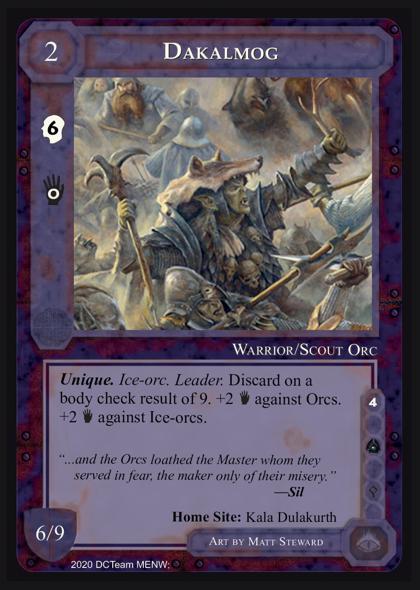 2
DAKALMOG
6
0
WARRIOR/SCOUT ORC
Unique. Ice-orc. Leader. Discard on a
body check result of 9. +2 against Orcs.
+2 against Ice-orcs.
4
“...and the Orcs loathed the Master whom they
served in fear, the maker only of their misery.”
—Sil
Home Site: Kala Dulakurth
6/9
ART BY MATT STEWARD
2020 DCTeam MENW;